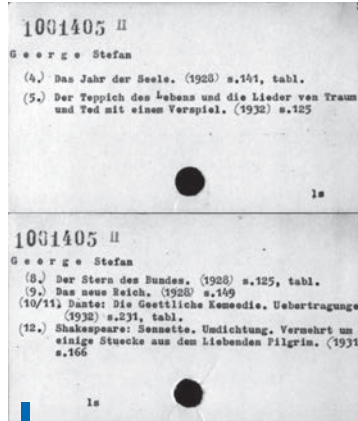 1001405 II
George Stefan
(4.) Das Jahr der Seele. (1928) s.141, tabl.
(5.) Der Teppich des Lebens und die Lieder von Traum
und Tod mit einem Vorspiel. (1932) s.125
ls
1001405 II
George Stefan
(8.) Der Stern des Bundes. (1928) s.125, tabl.
(9.) Das neue Reich. (1928) s.149
(10/11) Dante: Die Goettliche Komoedie. Uebertragunge
(1932) s.231, tabl.
(12.) Shakespeare: Sonnette. Umdichtung. Vermehrt um
einige Stuecke aus dem Liebenden Pilgrim. (1931
s.166
ls